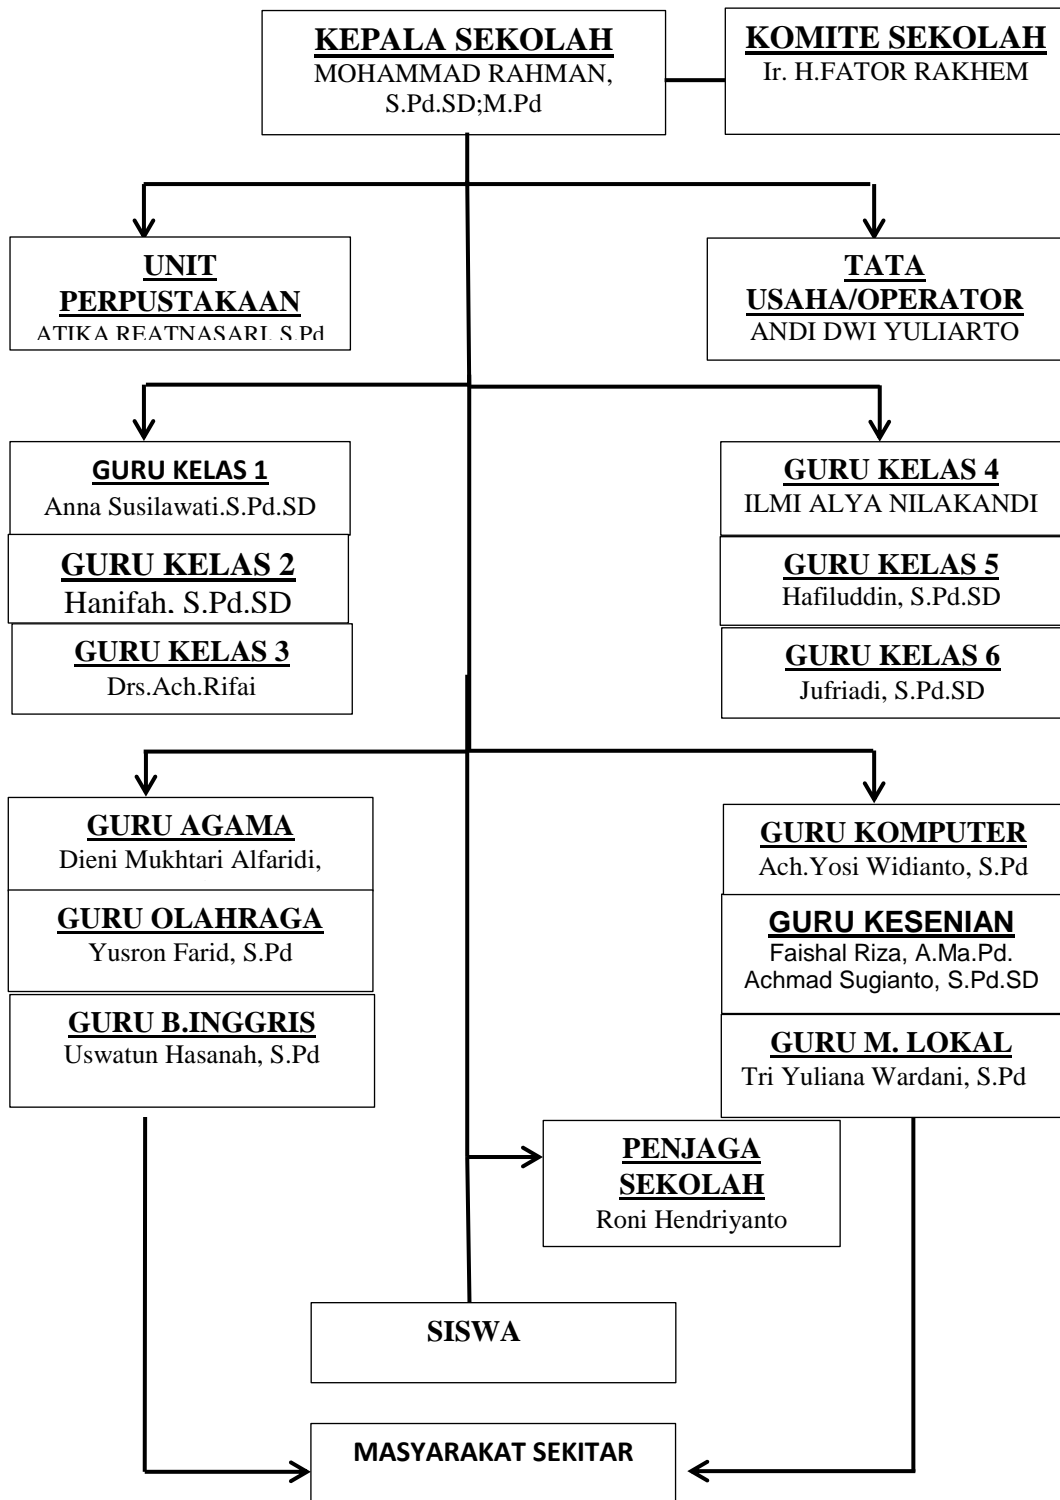 KEPALA SEKOLAH
MOHAMMAD RAHMAN,
S.Pd.SD;M.Pd
KOMITE SEKOLAH
Ir. H.FATOR RAKHEM
UNIT
PERPUSTAKAAN
ATIKA REATNASARI, S.Pd
TATA
USAHA/OPERATOR
ANDI DWI YULIARTO
GURU KELAS 1
Anna Susilawati.S.Pd.SD
GURU KELAS 2
Hanifah, S.Pd.SD
GURU KELAS 3
Drs.Ach.Rifai
GURU KELAS 4
ILMI ALYA NILAKANDI
GURU KELAS 5
Hafiluddin, S.Pd.SD
GURU KELAS 6
Jufriadi, S.Pd.SD
GURU AGAMA
Dieni Mukhtari Alfaridi,
GURU OLAHRAGA
Yusron Farid, S.Pd
GURU B.INGGRIS
Uswatun Hasanah, S.Pd
GURU KOMPUTER
Ach.Yosi Widianto, S.Pd
GURU KESENIAN
Faishal Riza, A.Ma.Pd.
Achmad Sugianto, S.Pd.SD
GURU M. LOKAL
Tri Yuliana Wardani, S.Pd
PENJAGA
SEKOLAH
Roni Hendriyanto
SISWA
MASYARAKAT SEKITAR